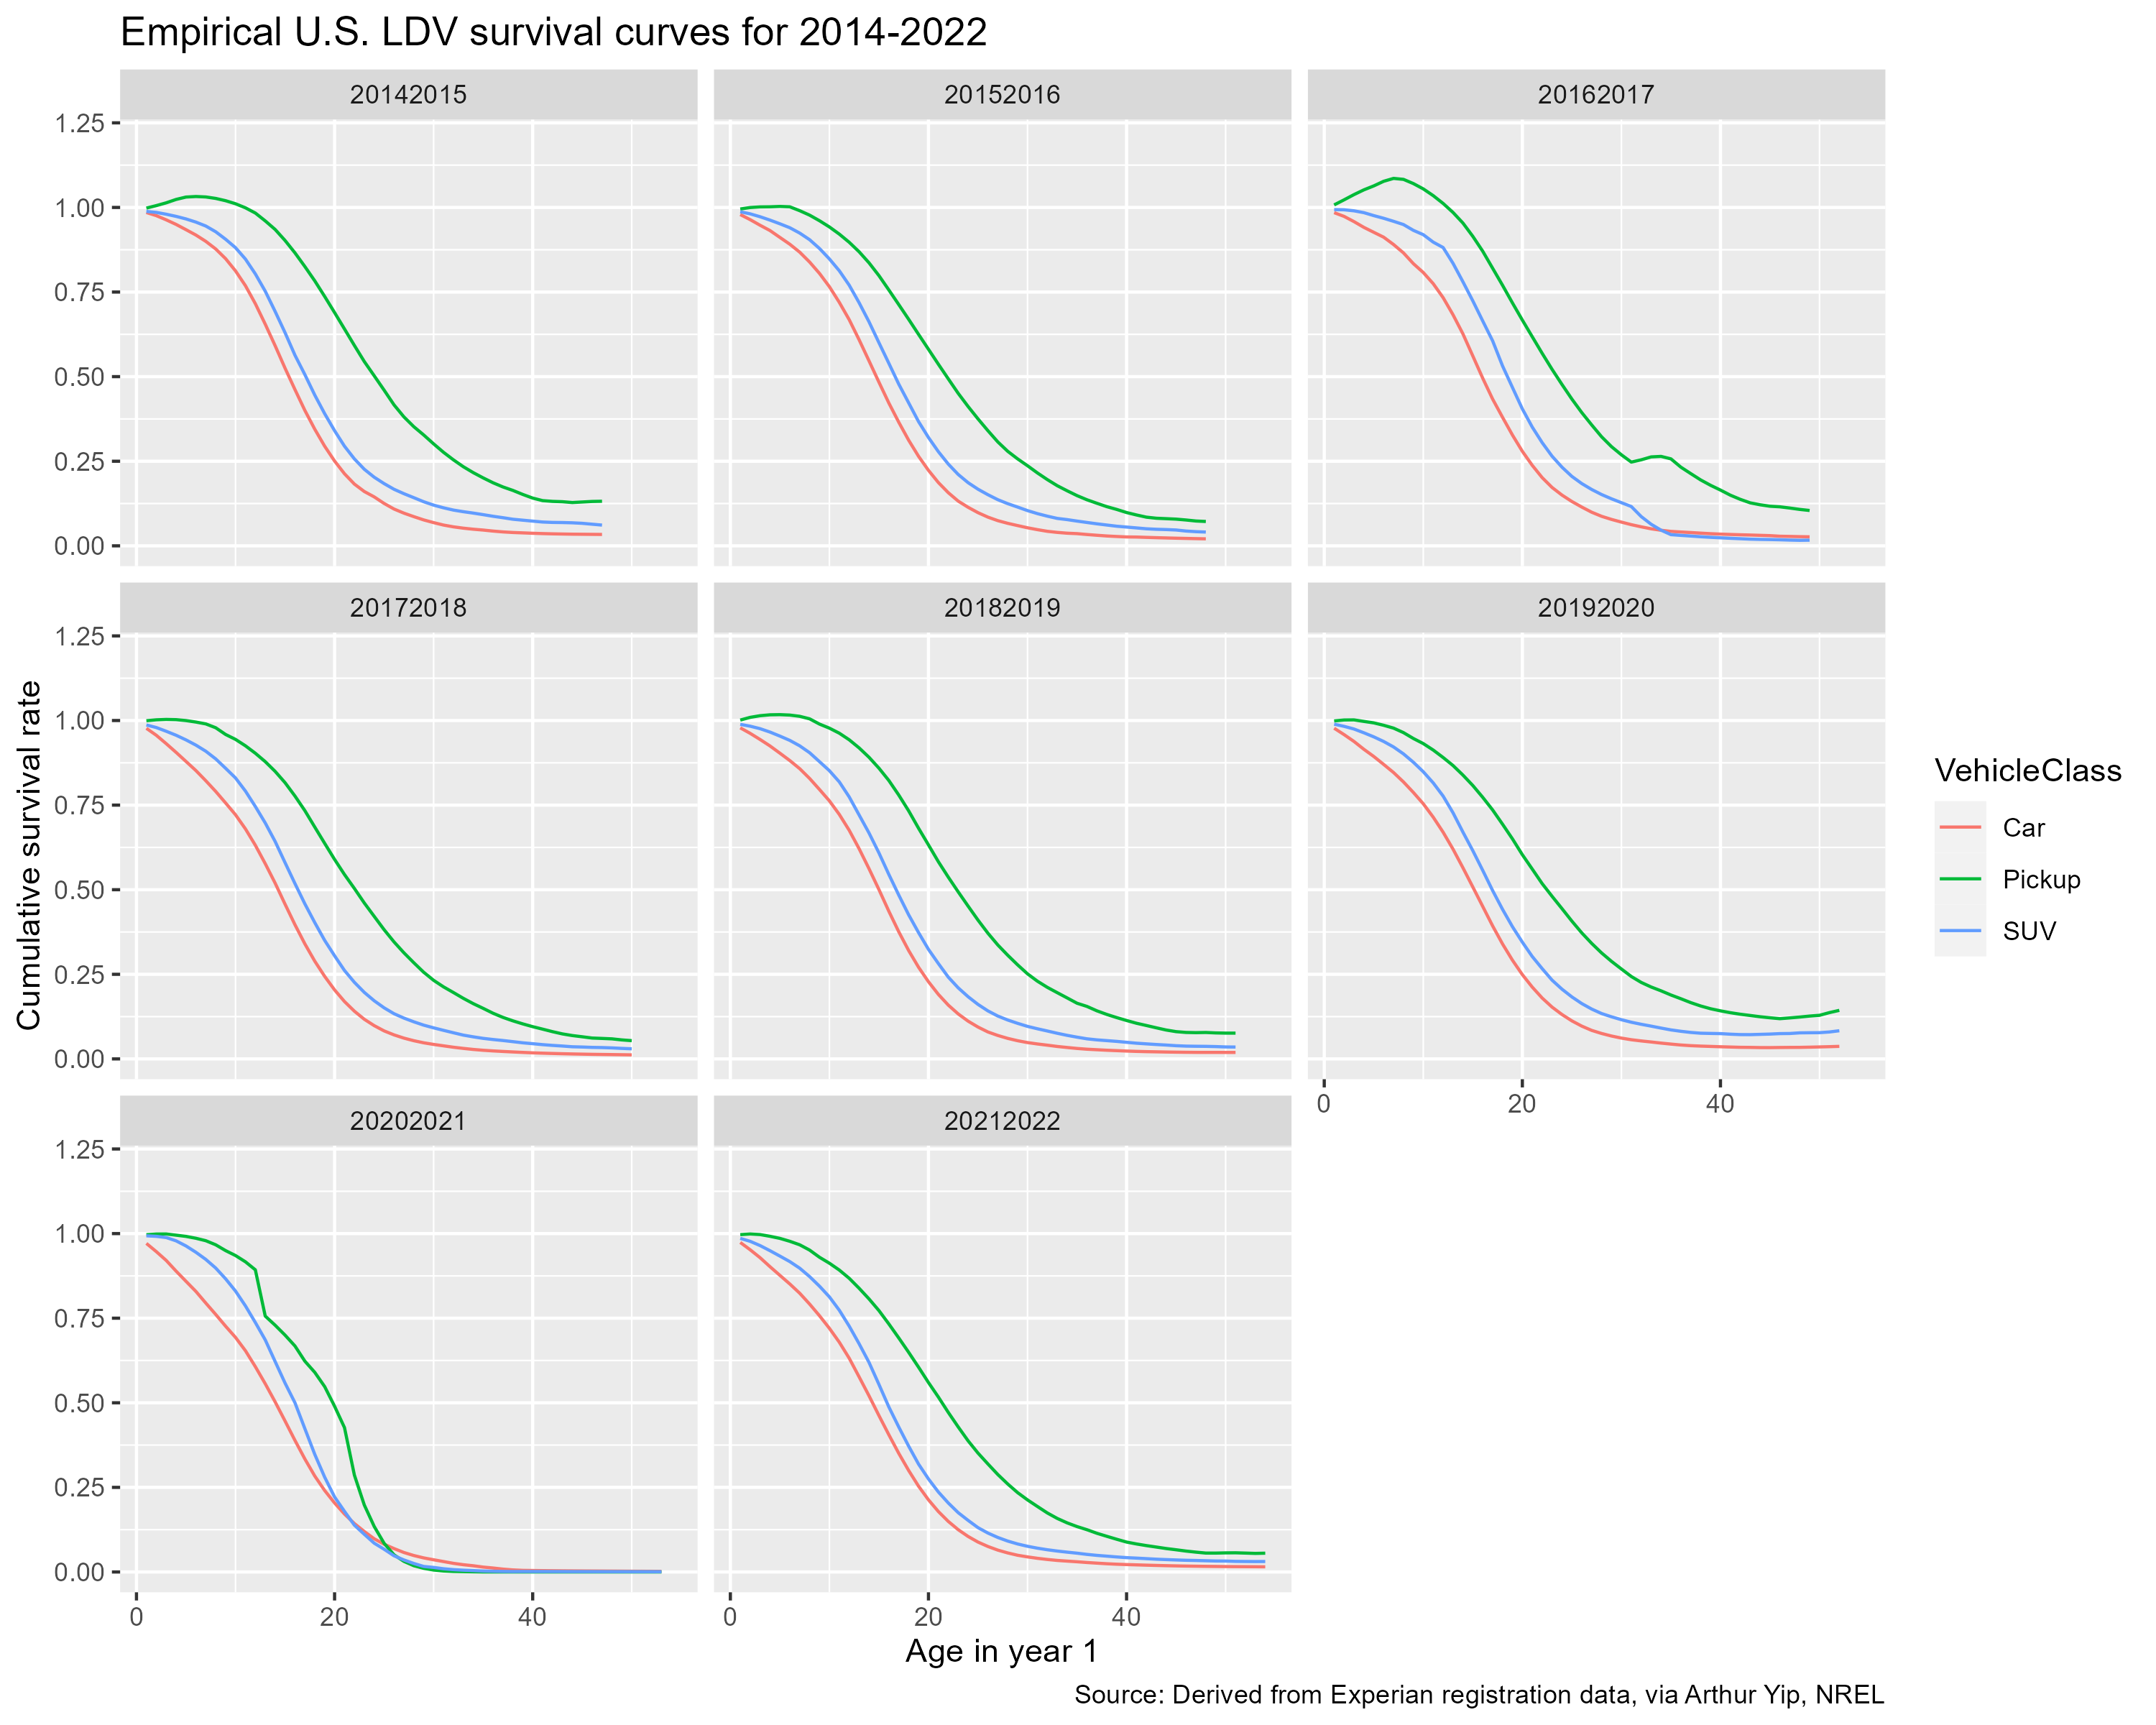 Empirical U.S. LDV survival curves for 2014-2022
20142015 20152016 20162017
1.25
1.00
0.75
0.50
0.25
0.00
20172018 20182019 20192020
1.25
1.00
0.75
0.50
0.25
0.00
0 20 40
20202021 20212022
1.25
1.00
0.75
0.50
0.25
0.00
0 20 40 0 20 40
Cumulative survival rate
Age in year 1
VehicleClass
Car
Pickup
SUV
Source: Derived from Experian registration data, via Arthur Yip, NREL